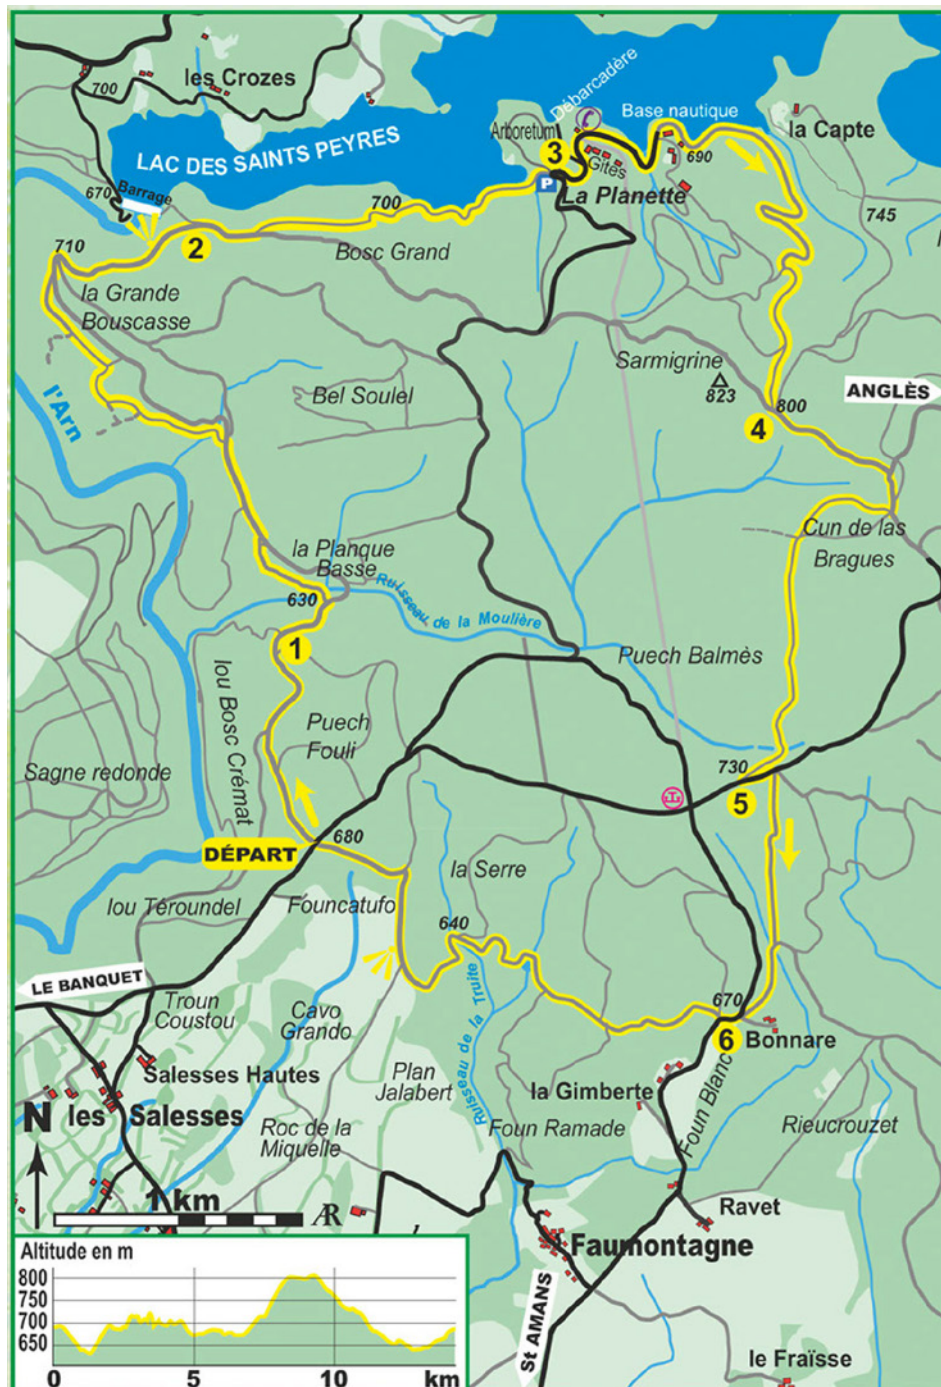 les Crozes
700
Débarcadère
Base nautique
la Capte
Arboretum
LAC DES SAINTS PEYRES
3
690
Gîtes
P
La Planette
670
Barrage
700
745
2
710
Bosc Grand
la Grande
Bouscasse
Sarmigrine
823
800
ANGLÈS
4
Bel Soulel
l'Arn
Cun de las
Bragues
la Planque
Basse
630
Ruisseau de la Moulière
1
Puech Balmès
lou Bosc Crémat
Puech
Fouli
Sagne redonde
730
5
680
DÉPART
la Serre
lou Téroundel
Founcatufo
640
LE BANQUET
Troun
Coustou
Cavo
Grando
Ruisseau de la Truite
670
6
Bonnare
Salesses Hautes
Plan
Jalabert
la Gimberte
Foun Blanc
N
les Salesses
Roc de la
Miquelle
Foun Ramade
Rieucrouzet
1 km
AR
Ravet
Faumontagne
St AMANS
le Fraïsse
Altitude en m
800
750
700
650
0
5
10
km